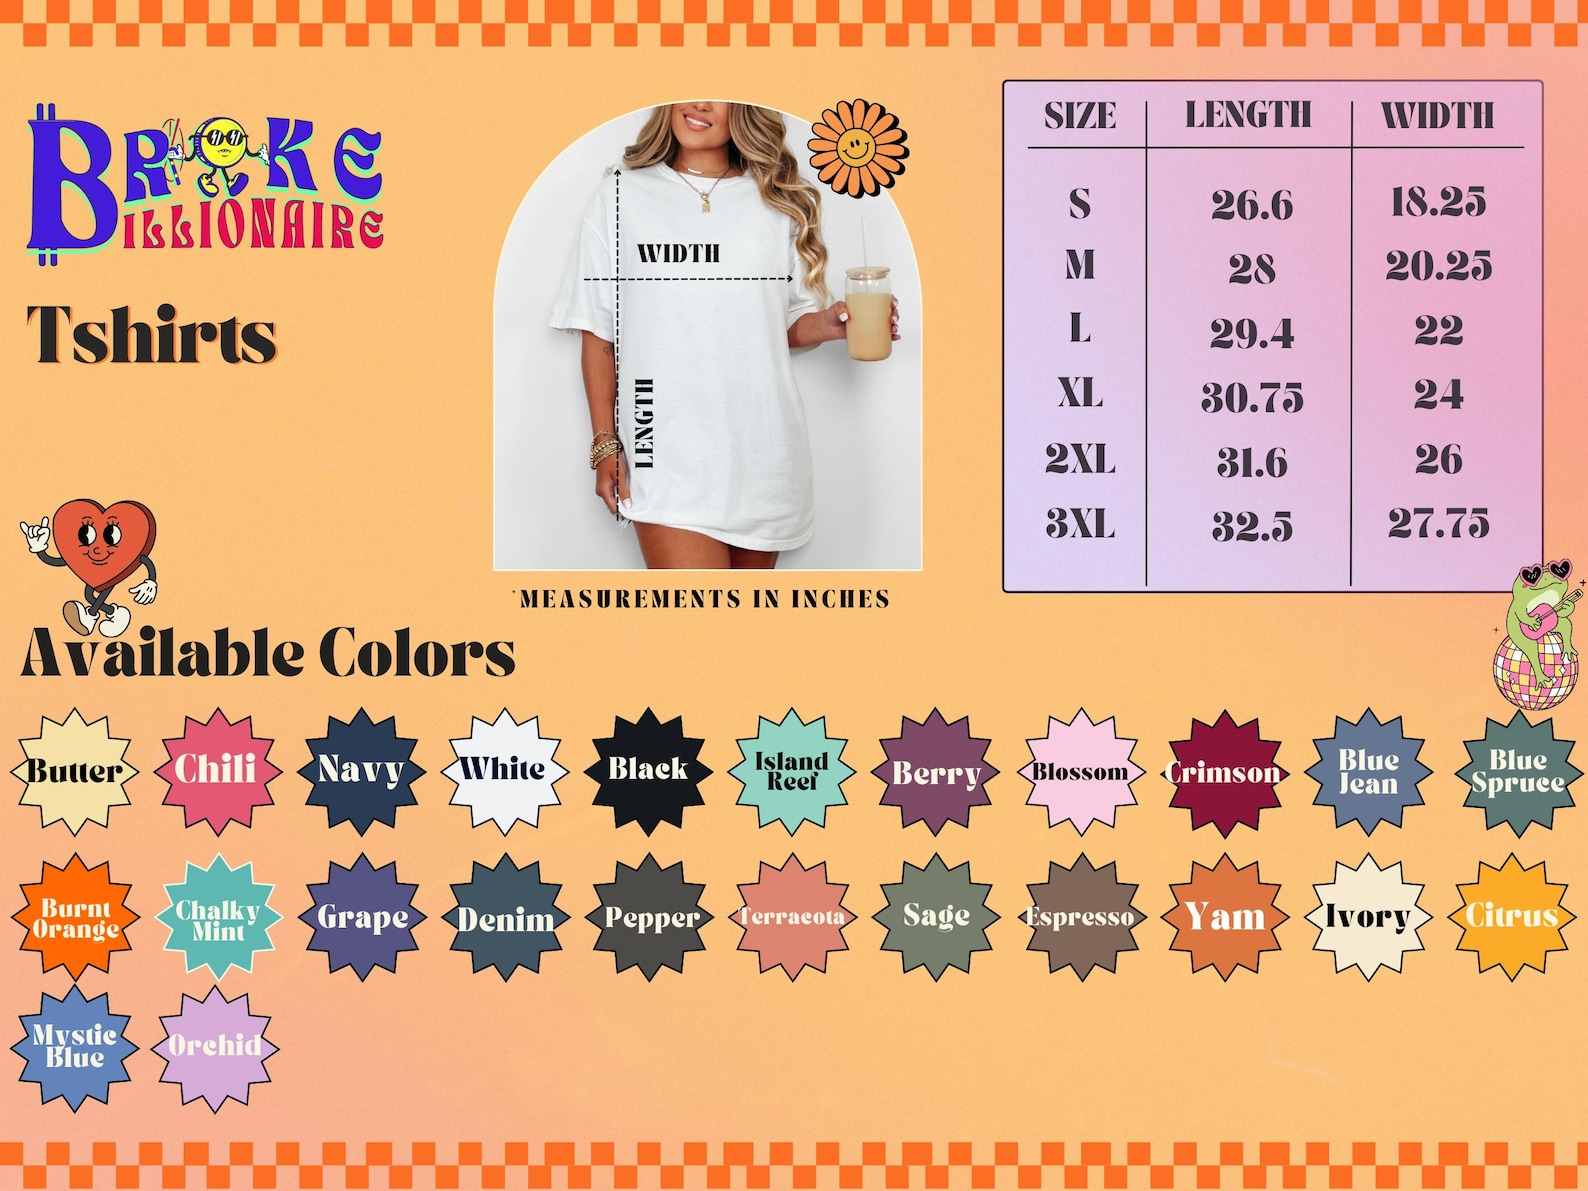 BROKE
BILLIONAIRE
Tshirts
WIDTH
LENGTH
*MEASUREMENTS IN INCHES
SIZE LENGTH WIDTH
S 26.6 18.25
M 28 20.25
L 29.4 22
XL 30.75 24
2XL 31.6 26
3XL 32.5 27.75
Available Colors
Butter
Chili
Navy
White
Black
Island
Reef
Berry
Blossom
Crimson
Blue
Jean
Blue
Spruce
Burnt
Orange
Chalky
Mint
Grape
Denim
Pepper
Terracota
Sage
Espresso
Yam
Ivory
Citrus
Mystic
Blue
Orchid